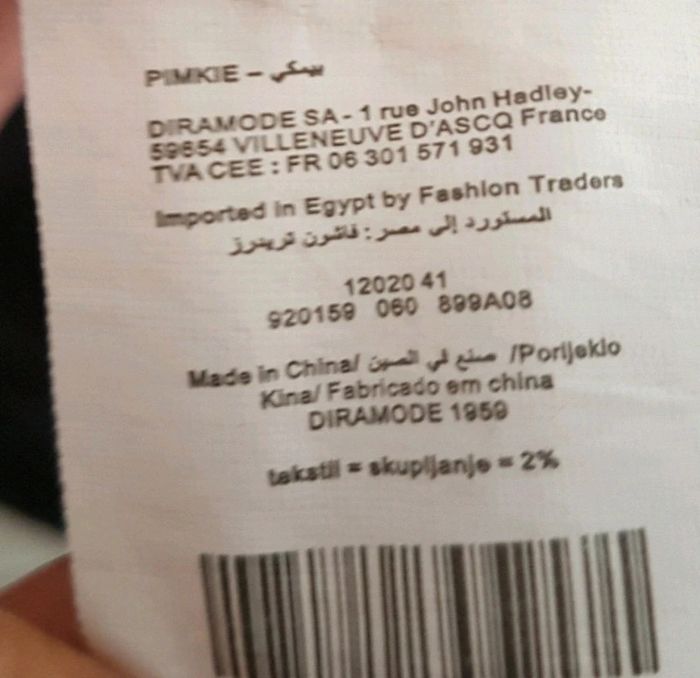 PIMKIE – بيمكي
DIRAMODE SA - 1 rue John Hadley-
59654 VILLENEUVE D'ASCQ France
TVA CEE : FR 06 301 571 931
Imported in Egypt by Fashion Traders
المستورد إلى مصر : فاشون تريدرز
12020 41
920159 060 899A08
Made in China/ صنع في الصين /Porijeklo
Kina/ Fabricado em china
DIRAMODE 1959
tekstil = skupljanje = 2%